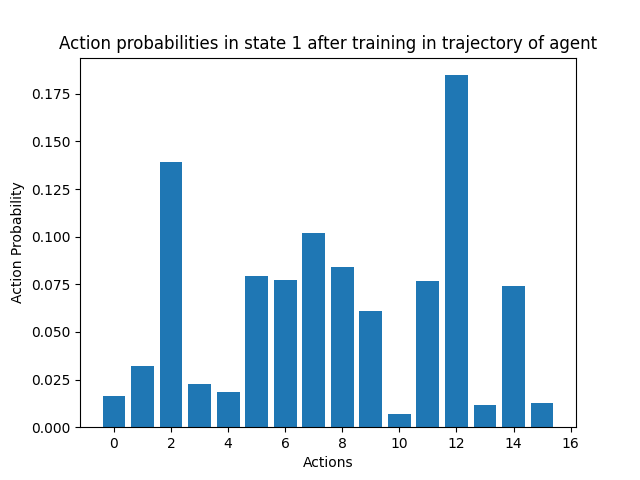 Action probabilities in state 1 after training in trajectory of agent
0.175
0.150
0.125
0.100
0.075
0.050
0.025
0.000
Action Probability
0 2 4 6 8 10 12 14 16
Actions